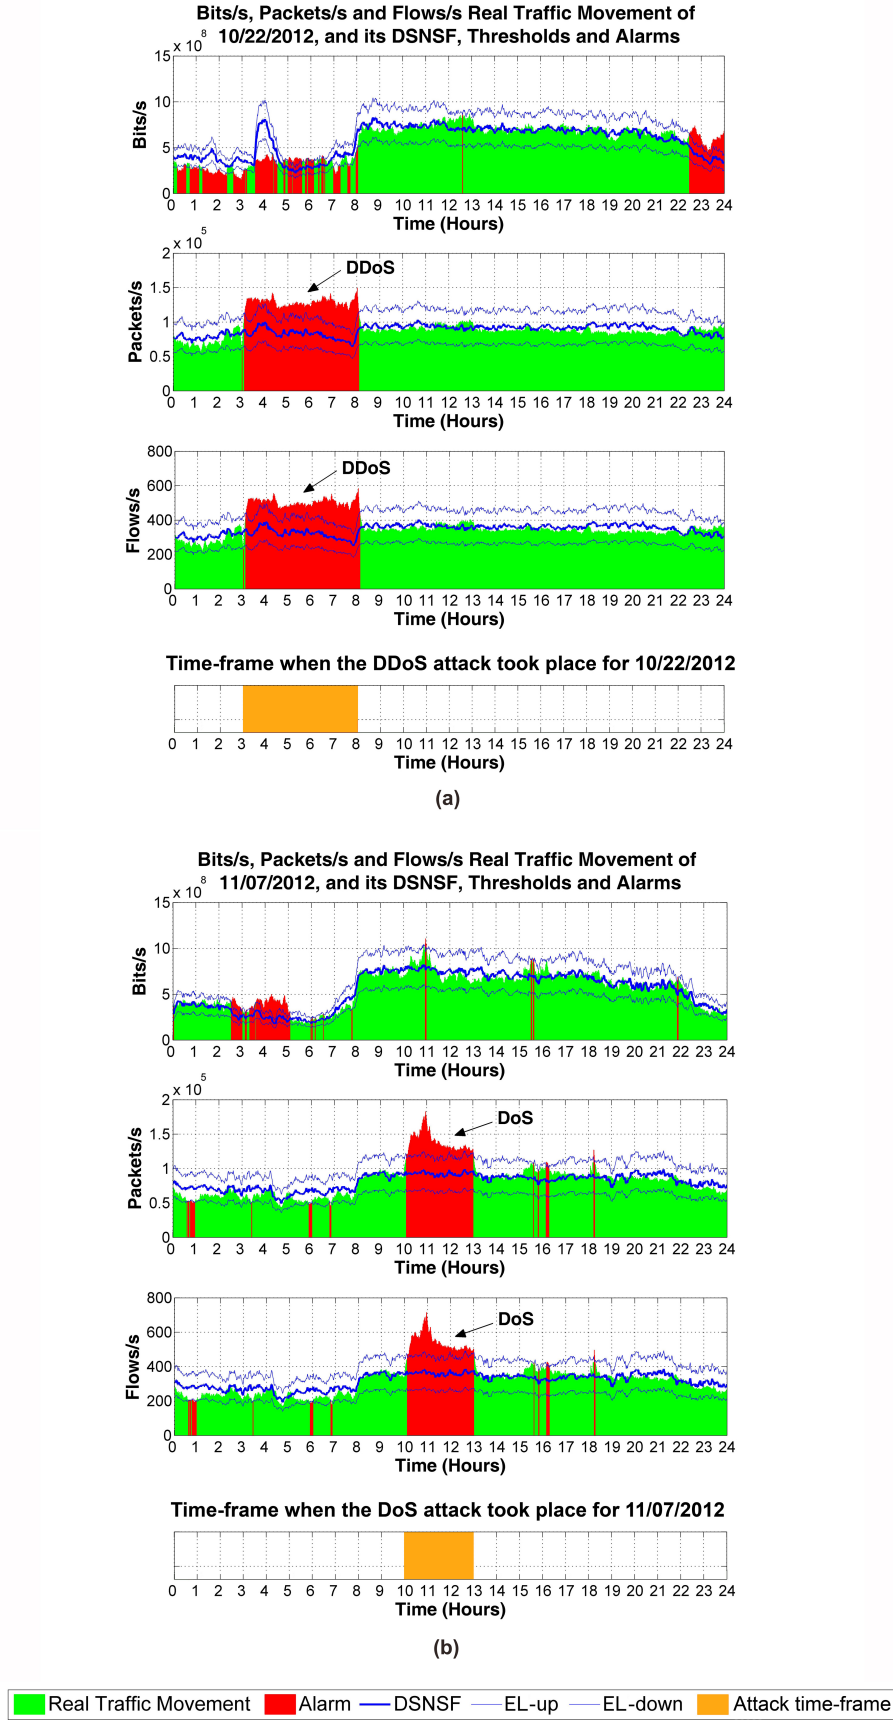 Bits/s, Packets/s and Flows/s Real Traffic Movement of
10/22/2012, and its DSNSF, Thresholds and Alarms
x 10 8
15
10
5
0
Bits/s
0 1 2 3 4 5 6 7 8 9 10 11 12 13 14 15 16 17 18 19 20 21 22 23 24
Time (Hours)
x 10 5
2
1.5
1
0.5
0
Packets/s
DDoS
0 1 2 3 4 5 6 7 8 9 10 11 12 13 14 15 16 17 18 19 20 21 22 23 24
Time (Hours)
800
600
400
200
0
Flows/s
DDoS
0 1 2 3 4 5 6 7 8 9 10 11 12 13 14 15 16 17 18 19 20 21 22 23 24
Time (Hours)
Time-frame when the DDoS attack took place for 10/22/2012
0 1 2 3 4 5 6 7 8 9 10 11 12 13 14 15 16 17 18 19 20 21 22 23 24
Time (Hours)
(a)
Bits/s, Packets/s and Flows/s Real Traffic Movement of
11/07/2012, and its DSNSF, Thresholds and Alarms
x 10 8
15
10
5
0
Bits/s
0 1 2 3 4 5 6 7 8 9 10 11 12 13 14 15 16 17 18 19 20 21 22 23 24
Time (Hours)
x 10 5
2
1.5
1
0.5
0
Packets/s
DoS
0 1 2 3 4 5 6 7 8 9 10 11 12 13 14 15 16 17 18 19 20 21 22 23 24
Time (Hours)
800
600
400
200
0
Flows/s
DoS
0 1 2 3 4 5 6 7 8 9 10 11 12 13 14 15 16 17 18 19 20 21 22 23 24
Time (Hours)
Time-frame when the DoS attack took place for 11/07/2012
0 1 2 3 4 5 6 7 8 9 10 11 12 13 14 15 16 17 18 19 20 21 22 23 24
Time (Hours)
(b)
Real Traffic Movement Alarm DSNSF EL-up EL-down Attack time-frame